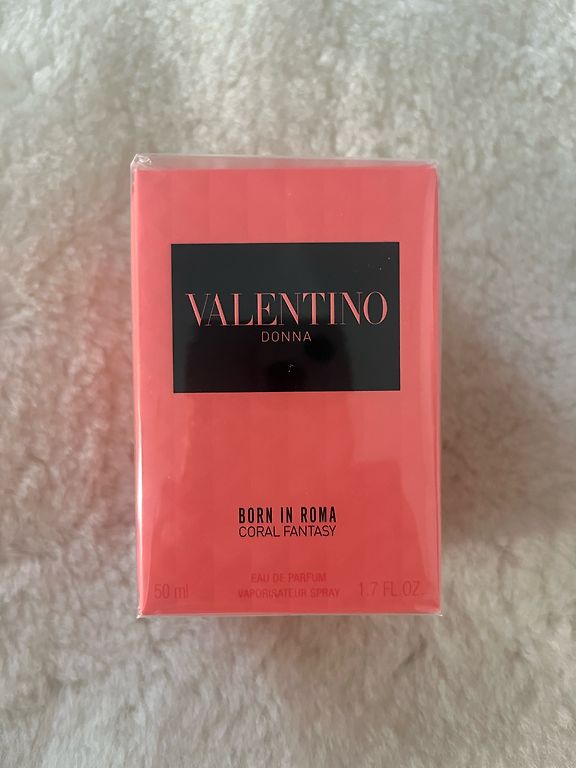 VALENTINO
DONNA
BORN IN ROMA
CORAL FANTASY
EAU DE PARFUM
50 ml VAPORISATEUR SPRAY 1.7 FL.OZ.